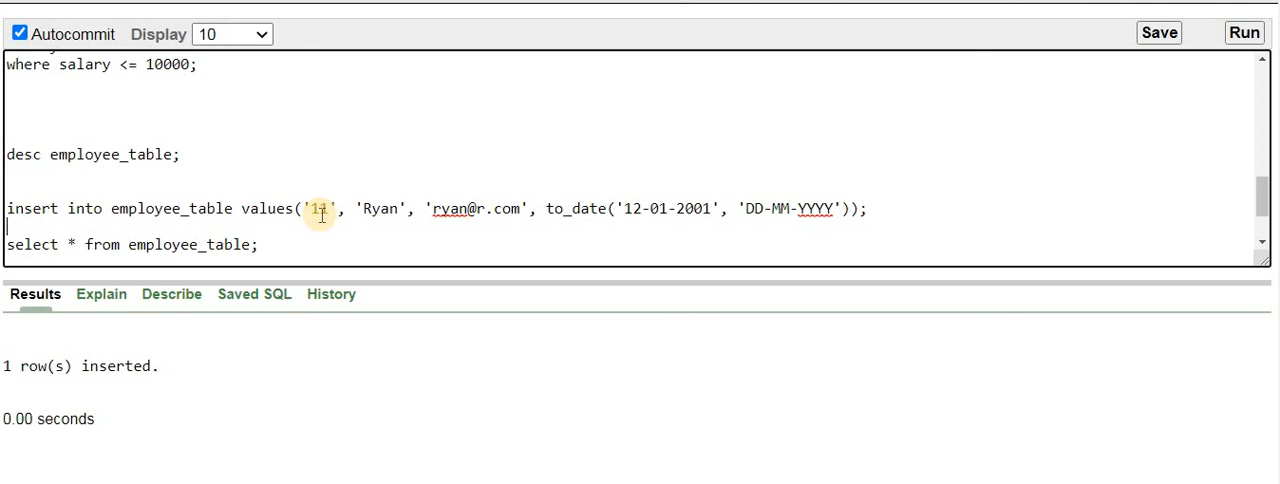 Autocommit Display 10 Save Run
where salary <= 10000;
desc employee_table;
insert into employee_table values('11', 'Ryan', 'ryan@r.com', to_date('12-01-2001', 'DD-MM-YYYY'));
select * from employee_table;
Results Explain Describe Saved SQL History
1 row(s) inserted.
0.00 seconds